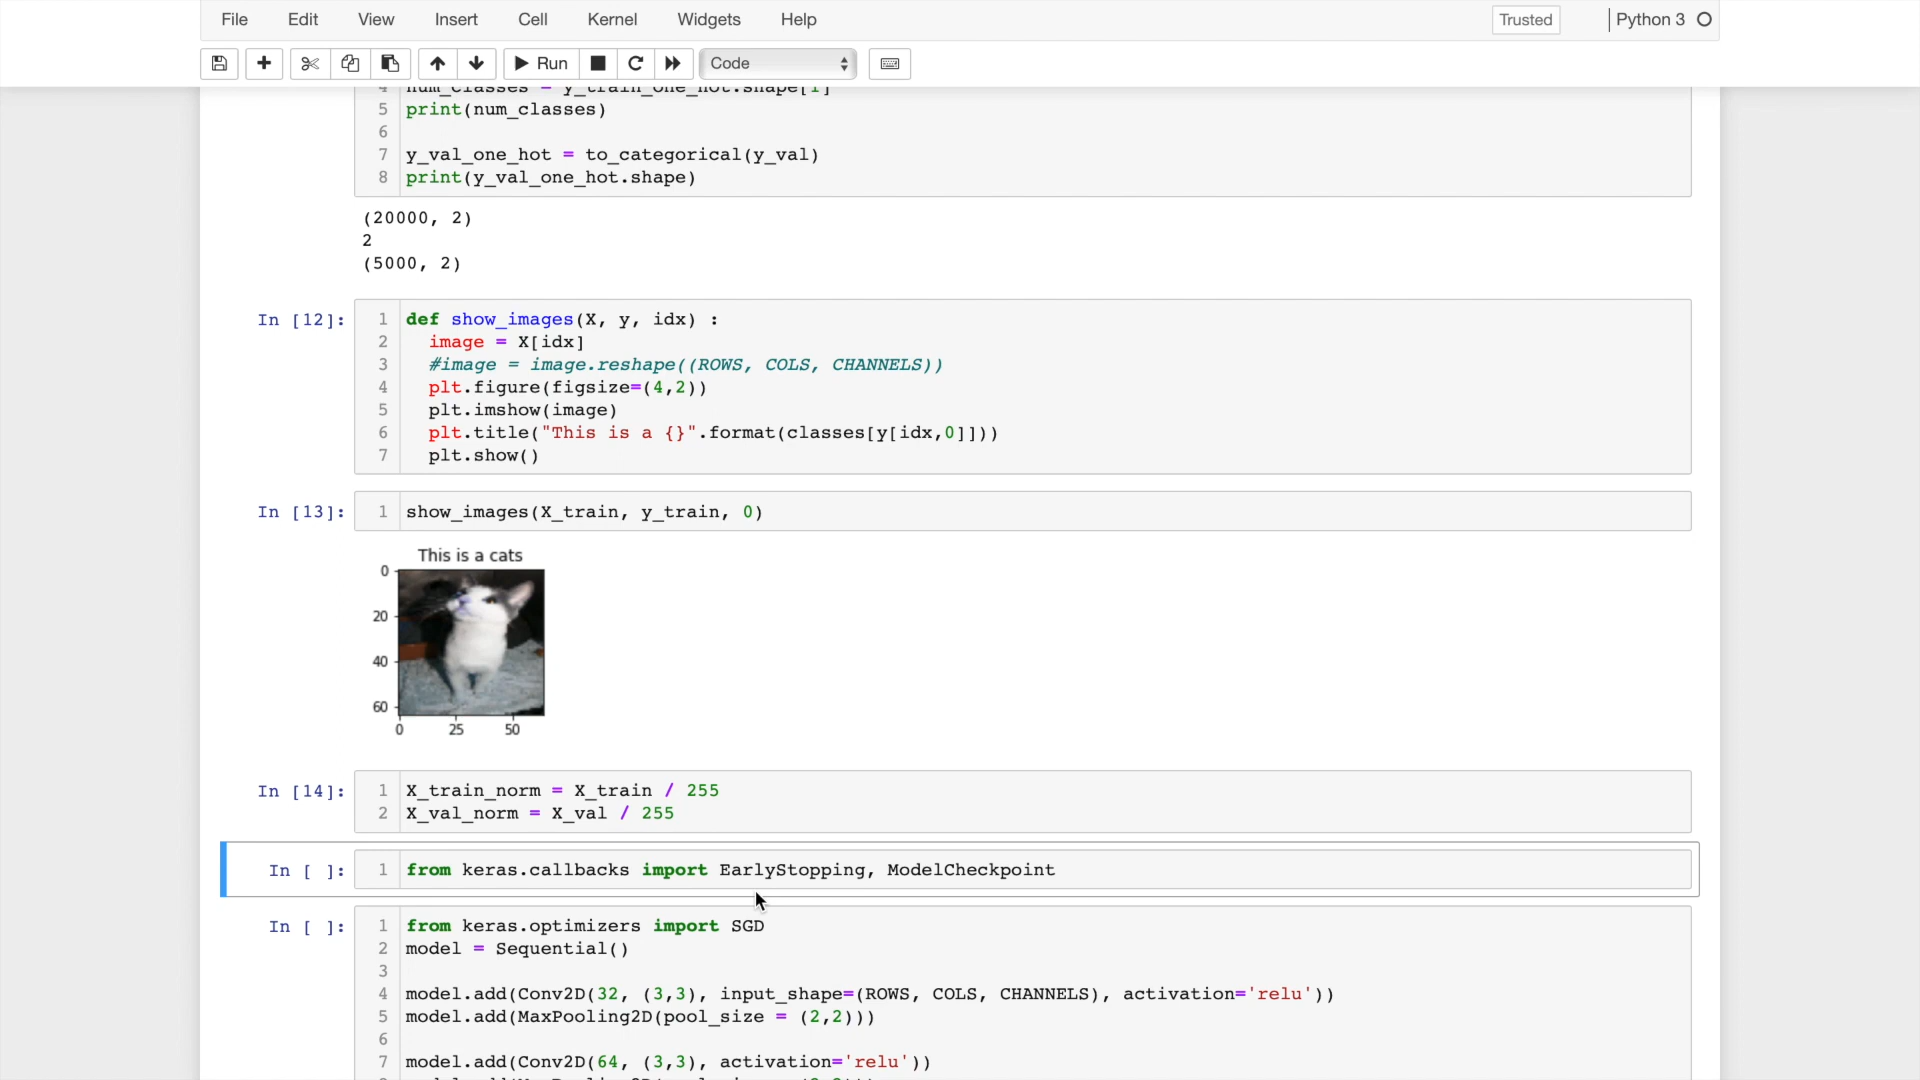 File Edit View Insert Cell Kernel Widgets Help Trusted Python 3
Run Code
4 num_classes = y_train_one_hot.shape[1]
5 print(num_classes)
6
7 y_val_one_hot = to_categorical(y_val)
8 print(y_val_one_hot.shape)
(20000, 2)
2
(5000, 2)
In [12]: 1 def show_images(X, y, idx) :
2 image = X[idx]
3 #image = image.reshape((ROWS, COLS, CHANNELS))
4 plt.figure(figsize=(4,2))
5 plt.imshow(image)
6 plt.title("This is a {}".format(classes[y[idx,0]]))
7 plt.show()
In [13]: 1 show_images(X_train, y_train, 0)
This is a cats
0
20
40
60
0 25 50
In [14]: 1 X_train_norm = X_train / 255
2 X_val_norm = X_val / 255
In [ ]: 1 from keras.callbacks import EarlyStopping, ModelCheckpoint
In [ ]: 1 from keras.optimizers import SGD
2 model = Sequential()
3
4 model.add(Conv2D(32, (3,3), input_shape=(ROWS, COLS, CHANNELS), activation='relu'))
5 model.add(MaxPooling2D(pool_size = (2,2)))
6
7 model.add(Conv2D(64, (3,3), activation='relu'))